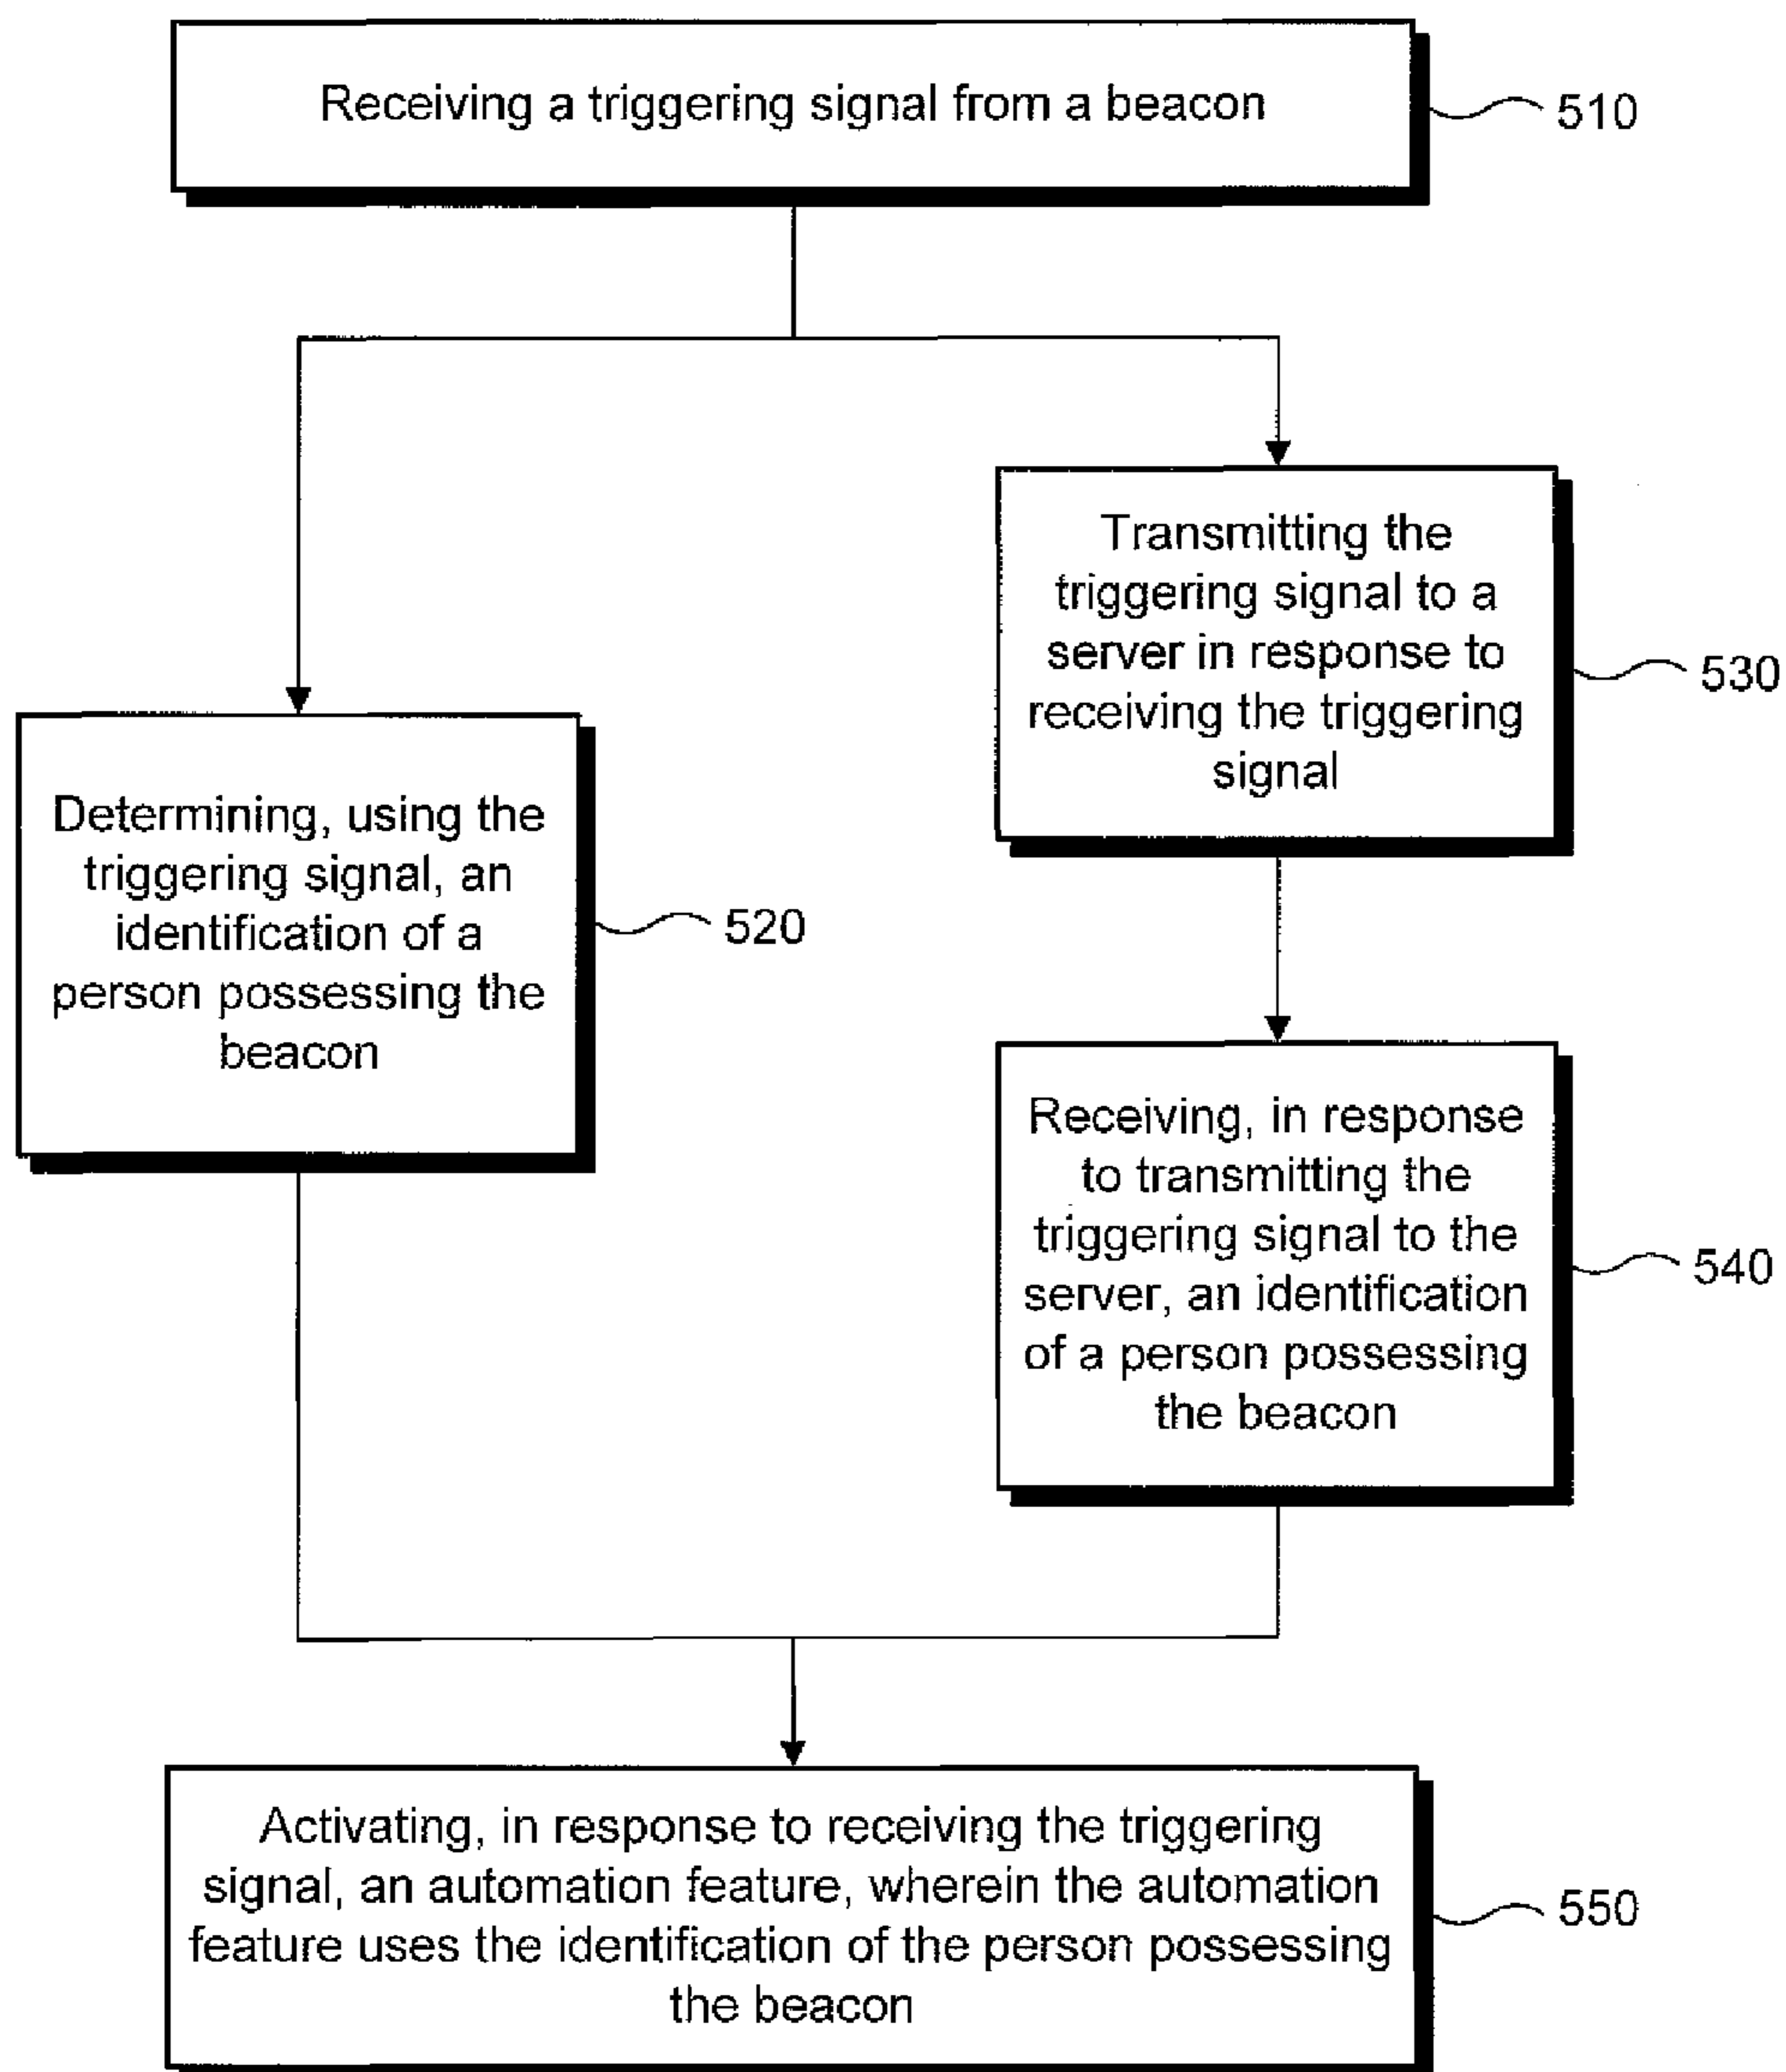 Receiving a triggering signal from a beacon
510
Transmitting the
triggering signal to a
server in response to
receiving the triggering
signal
530
Determining, using the
triggering signal, an
identification of a
person possessing the
beacon
520
Receiving, in response
to transmitting the
triggering signal to the
server, an identification
of a person possessing
the beacon
540
Activating, in response to receiving the triggering
signal, an automation feature, wherein the automation
feature uses the identification of the person possessing
the beacon
550